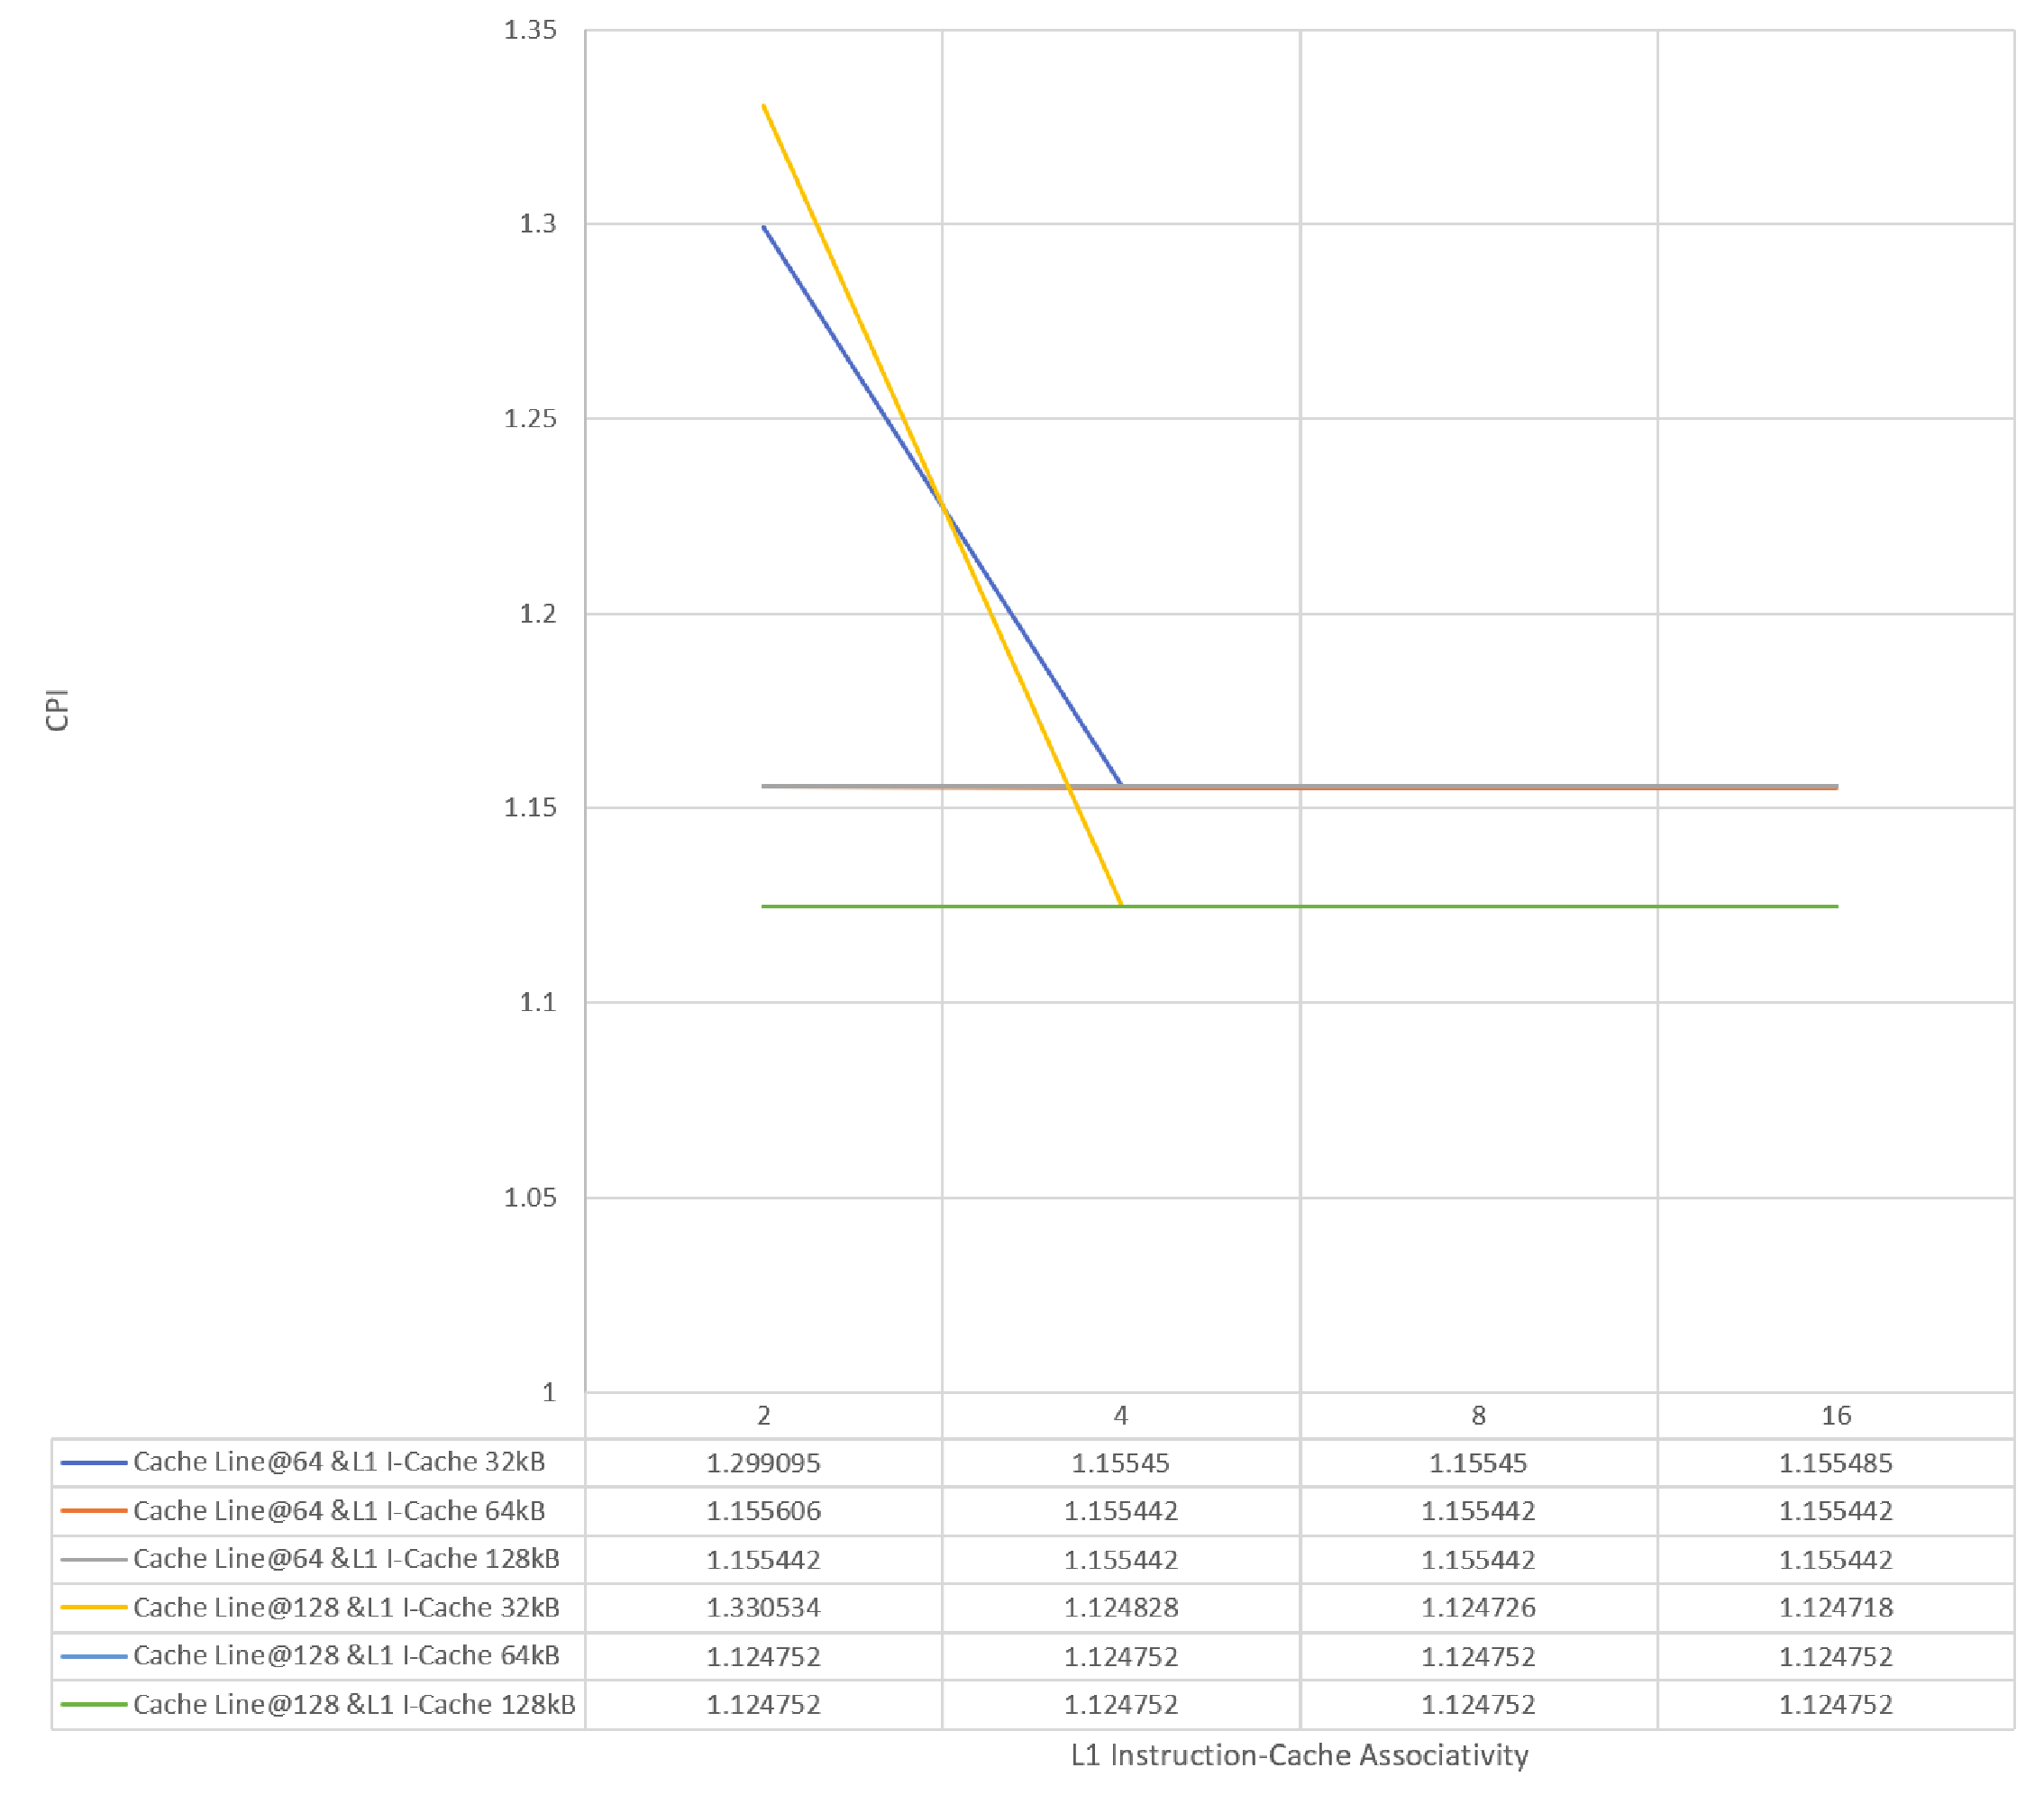 1.35
1.3
1.25
1.2
1.15
1.1
1.05
1
CPI
2 4 8 16
Cache Line@64 &L1 I-Cache 32kB 1.299095 1.15545 1.15545 1.155485
Cache Line@64 &L1 I-Cache 64kB 1.155606 1.155442 1.155442 1.155442
Cache Line@64 &L1 I-Cache 128kB 1.155442 1.155442 1.155442 1.155442
Cache Line@128 &L1 I-Cache 32kB 1.330534 1.124828 1.124726 1.124718
Cache Line@128 &L1 I-Cache 64kB 1.124752 1.124752 1.124752 1.124752
Cache Line@128 &L1 I-Cache 128kB 1.124752 1.124752 1.124752 1.124752
L1 Instruction-Cache Associativity